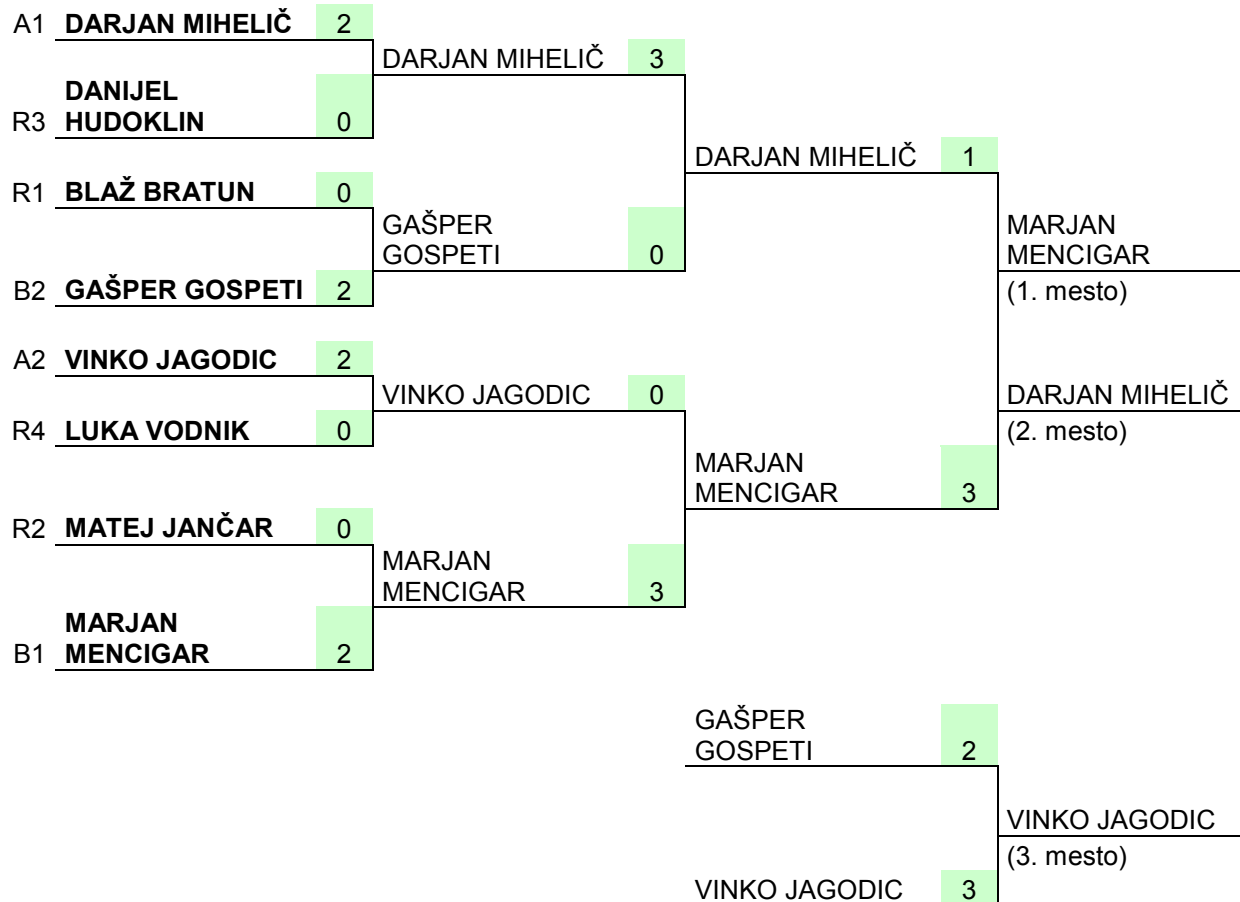 A1 DARJAN MIHELIČ 2
DARJAN MIHELIČ 3
DANIJEL
R3 HUDOKLIN 0
DARJAN MIHELIČ 1
R1 BLAŽ BRATUN 0
GAŠPER
GOSPETI 0
MARJAN
MENCIGAR
B2 GAŠPER GOSPETI 2
(1. mesto)
A2 VINKO JAGODIC 2
VINKO JAGODIC 0
DARJAN MIHELIČ
R4 LUKA VODNIK 0
(2. mesto)
MARJAN
MENCIGAR 3
R2 MATEJ JANČAR 0
MARJAN
MENCIGAR 3
MARJAN
B1 MENCIGAR 2
GAŠPER
GOSPETI 2
VINKO JAGODIC
(3. mesto)
VINKO JAGODIC 3